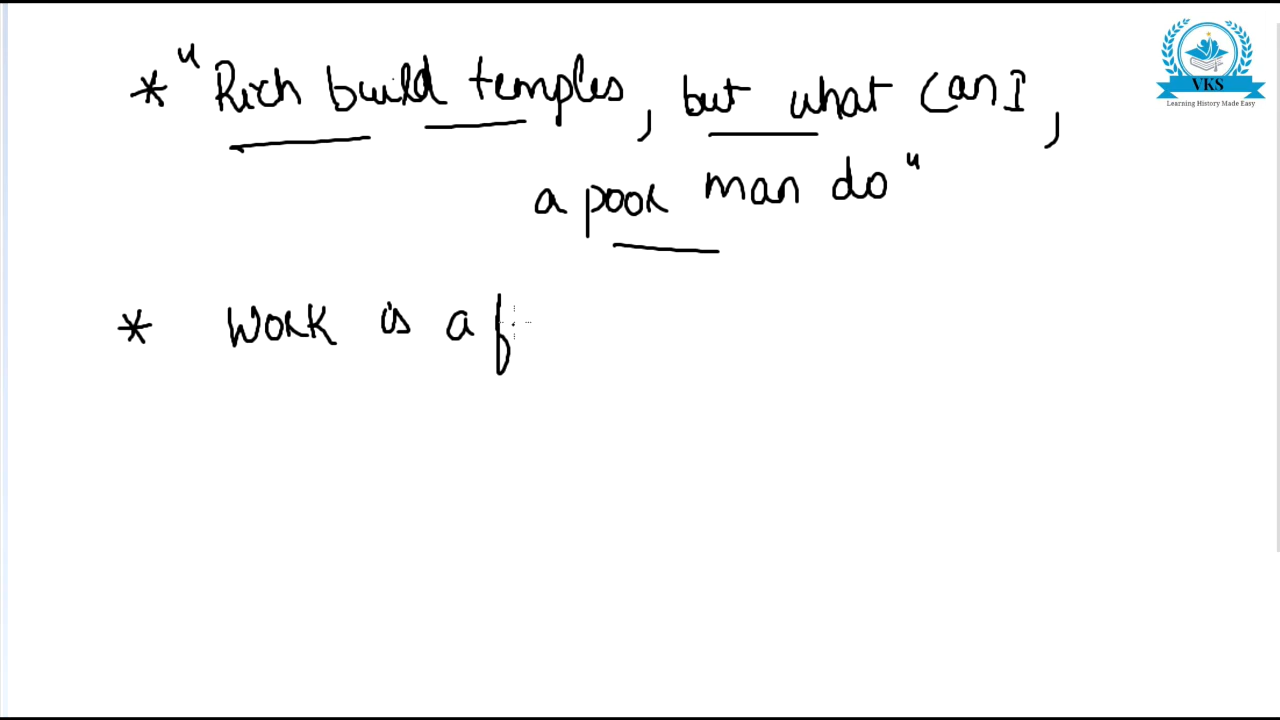 VKS
Learning History Made Easy
* "Rich build temples, but what can I,
a poor man do"
* Work is a